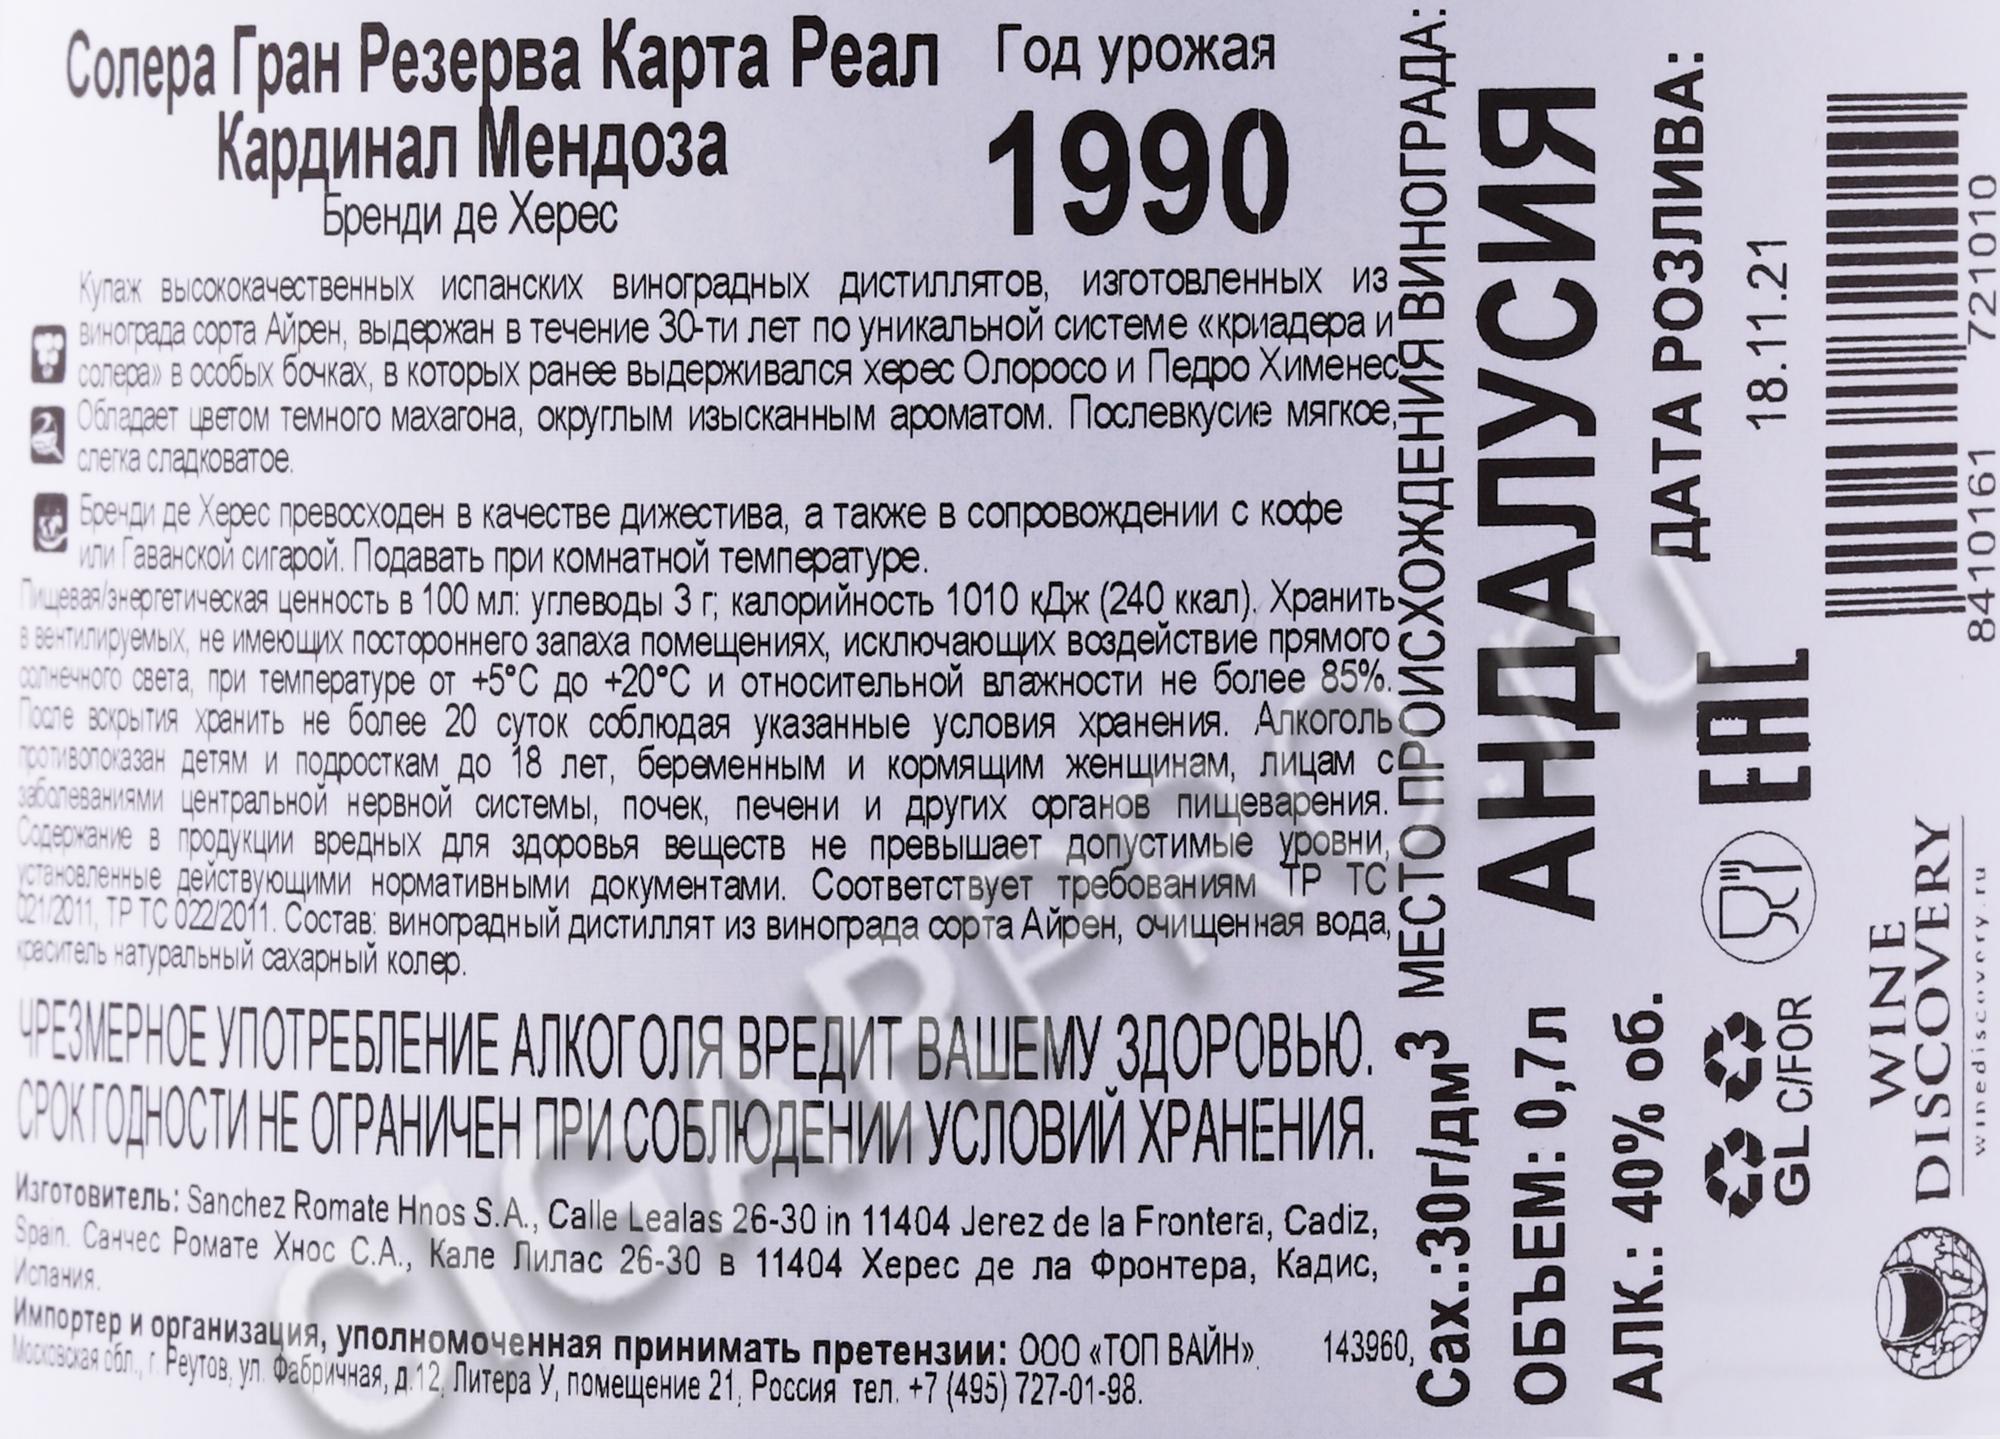 Солера Гран Резерва Карта Реал
Кардинал Мендоза
Бренди де Херес
Год урожая
1990
Купаж высококачественных испанских виноградных дистиллятов, изготовленных из
винограда сорта Айрен, выдержан в течение 30-ти лет по уникальной системе «криадера и
солера» в особых бочках, в которых ранее выдерживался херес Олоросо и Педро Хименес
Обладает цветом темного махагона, округлым изысканным ароматом. Послевкусие мягкое,
слегка сладковатое.
Бренди де Херес превосходен в качестве дижестива, а также в сопровождении с кофе
или Гаванской сигарой. Подавать при комнатной температуре.
Пищевая/энергетическая ценность в 100 мл: углеводы 3 г; калорийность 1010 кДж (240 ккал). Хранить
в вентилируемых, не имеющих постороннего запаха помещениях, исключающих воздействие прямого
солнечного света, при температуре от +5°С до +20°С и относительной влажности не более 85%.
После вскрытия хранить не более 20 суток соблюдая указанные условия хранения. Алкоголь
противопоказан детям и подросткам до 18 лет, беременным и кормящим женщинам, лицам с
заболеваниями центральной нервной системы, почек, печени и других органов пищеварения.
Содержание в продукции вредных для здоровья веществ не превышает допустимые уровни,
установленные действующими нормативными документами. Соответствует требованиям ТР ТС
021/2011, ТР ТС 022/2011. Состав: виноградный дистиллят из винограда сорта Айрен, очищенная вода,
краситель натуральный сахарный колер.
ЧРЕЗМЕРНОЕ УПОТРЕБЛЕНИЕ АЛКОГОЛЯ ВРЕДИТ ВАШЕМУ ЗДОРОВЬЮ.
СРОК ГОДНОСТИ НЕ ОГРАНИЧЕН ПРИ СОБЛЮДЕНИИ УСЛОВИЙ ХРАНЕНИЯ.
Изготовитель: Sanchez Romate Hnos S.A., Calle Lealas 26-30 in 11404 Jerez de la Frontera, Cadiz,
Spain. Санчес Ромате Хнос С.А., Кале Лилас 26-30 в 11404 Херес де ла Фронтера, Кадис,
Испания.
Импортер и организация, уполномоченная принимать претензии: ООО «ТОП ВАЙН», 143960,
Московская обл., г. Реутов, ул. Фабричная, д.12, Литера У, помещение 21, Россия тел. +7 (495) 727-01-98.
Сах.:30г/дм3 МЕСТО ПРОИСХОЖДЕНИЯ ВИНОГРАДА:
АНДАЛУСИЯ
ОБЪЕМ: 0,7л
АЛК.: 40% об.
ДАТА РОЗЛИВА:
18.11.21
EAC
GL C/FOR
WINE
DISCOVERY
winediscovery.ru
8410161 721010
CIGARPRO.ru